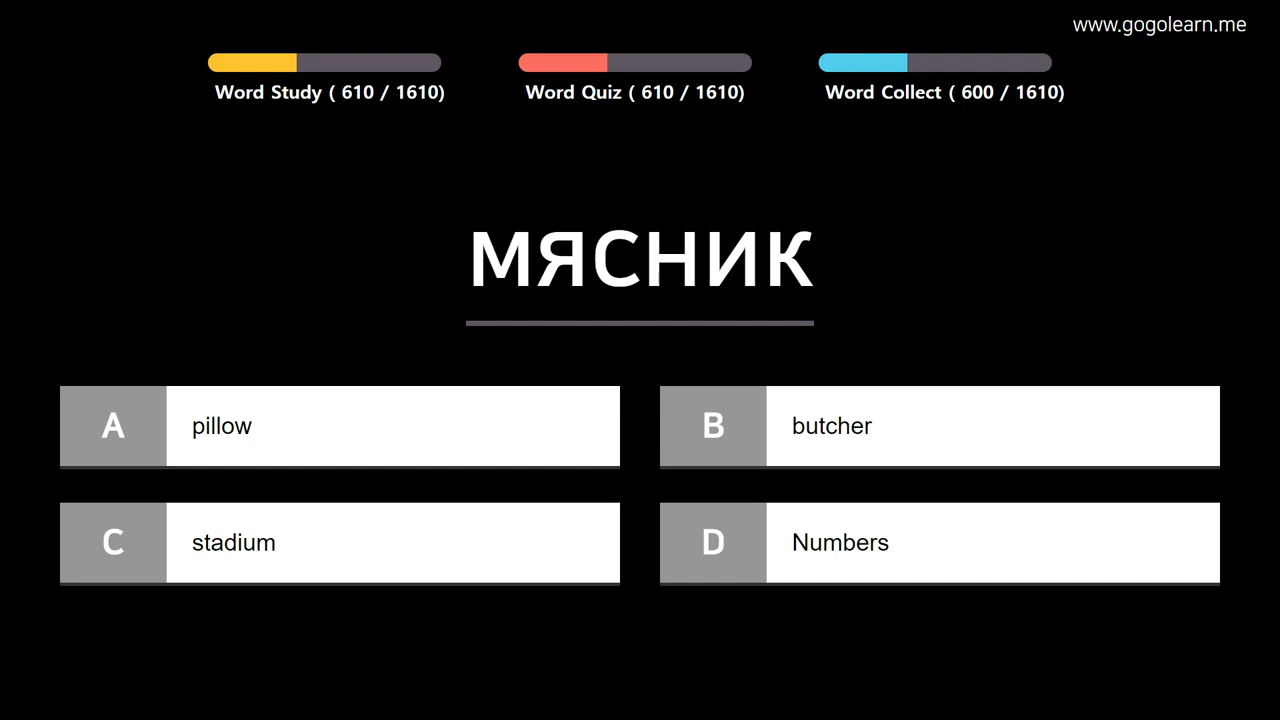 www.gogolearn.me
Word Study ( 610 / 1610)
Word Quiz ( 610 / 1610)
Word Collect ( 600 / 1610)
МЯСНИК
A pillow
B butcher
C stadium
D Numbers